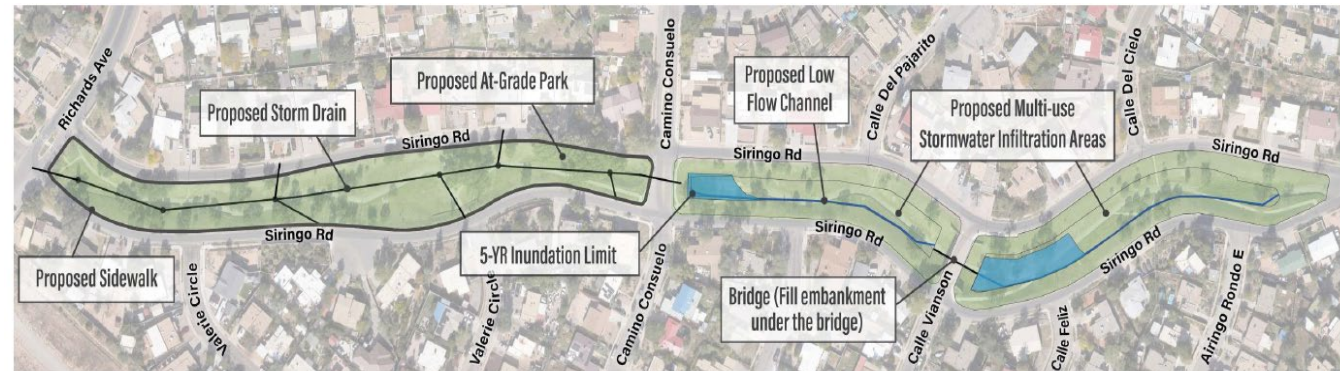 Richards Ave
Proposed Storm Drain
Proposed At-Grade Park
Siringo Rd
Camino Consuelo
Proposed Low
Flow Channel
Calle Del Pajarito
Proposed Multi-use
Stormwater Infiltration Areas
Calle Del Cielo
Siringo Rd
Siringo Rd
Proposed Sidewalk
Siringo Rd
Valerie Circle
Valerie Circle
5-YR Inundation Limit
Camino Consuelo
Siringo Rd
Bridge (Fill embankment
under the bridge)
Calle Vianson
Calle Feliz
Siringo Rd
Airingo Rondo E